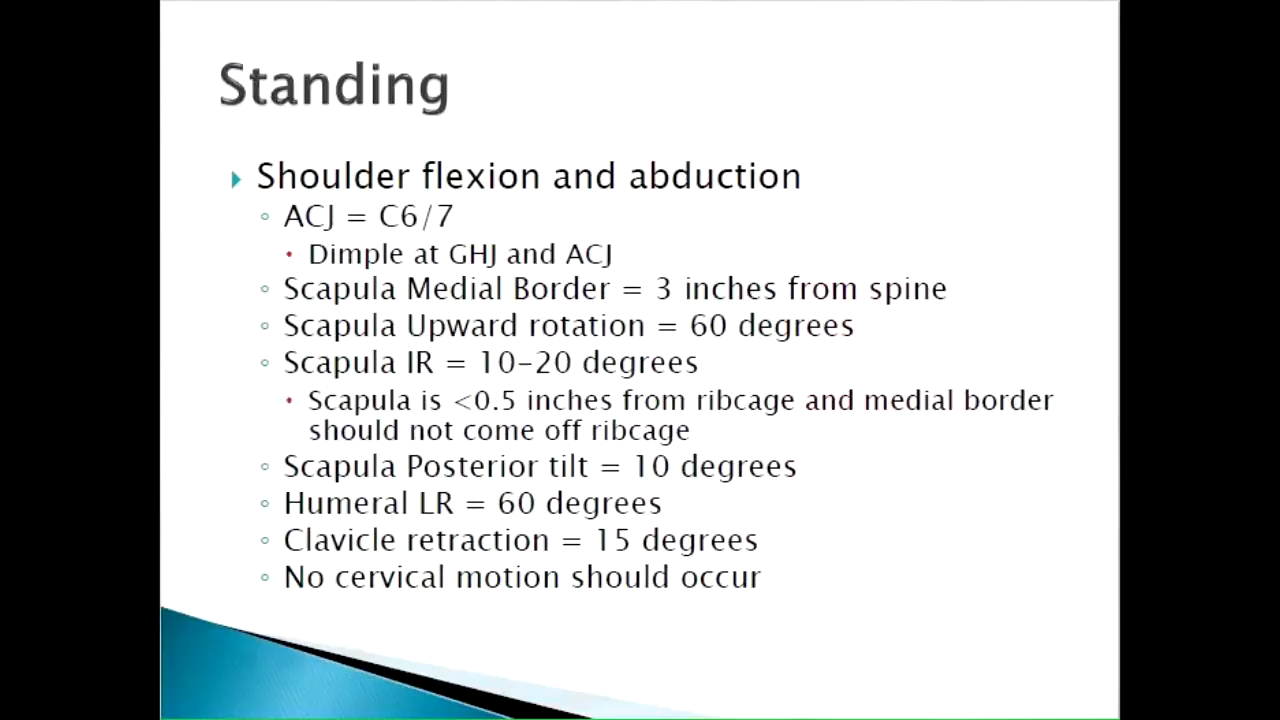 Standing
Shoulder flexion and abduction
ACJ = C6/7
Dimple at GHJ and ACJ
Scapula Medial Border = 3 inches from spine
Scapula Upward rotation = 60 degrees
Scapula IR = 10-20 degrees
Scapula is <0.5 inches from ribcage and medial border
should not come off ribcage
Scapula Posterior tilt = 10 degrees
Humeral LR = 60 degrees
Clavicle retraction = 15 degrees
No cervical motion should occur